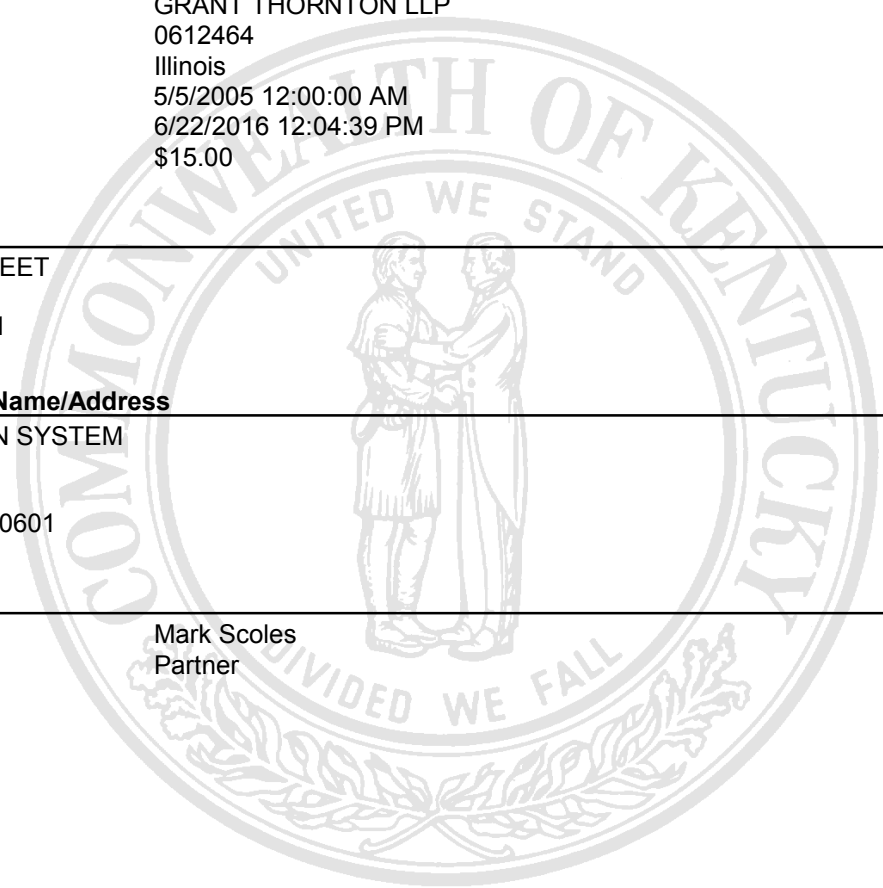 GRANT THORNTON LLP
0612464
Illinois
5/5/2005 12:00:00 AM
6/22/2016 12:04:39 PM
$15.00
EET
Name/Address
N SYSTEM
0601
Mark Scoles
Partner
COMMONWEALTH OF KENTUCKY
UNITED WE STAND
DIVIDED WE FALL